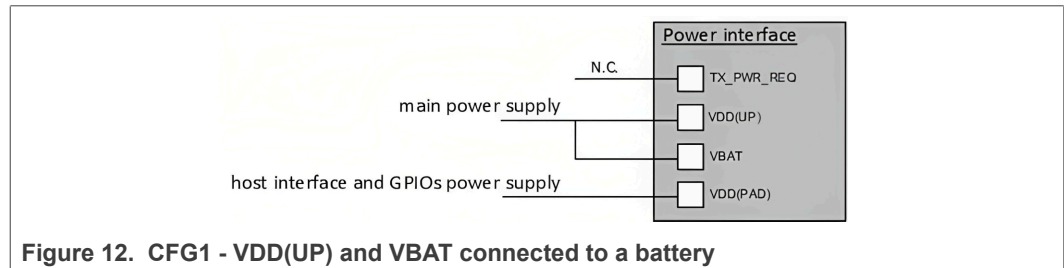 Power interface
N.C.
TX_PWR_REQ
main power supply
VDD(UP)
VBAT
host interface and GPIOs power supply
VDD(PAD)
Figure 12. CFG1 - VDD(UP) and VBAT connected to a battery